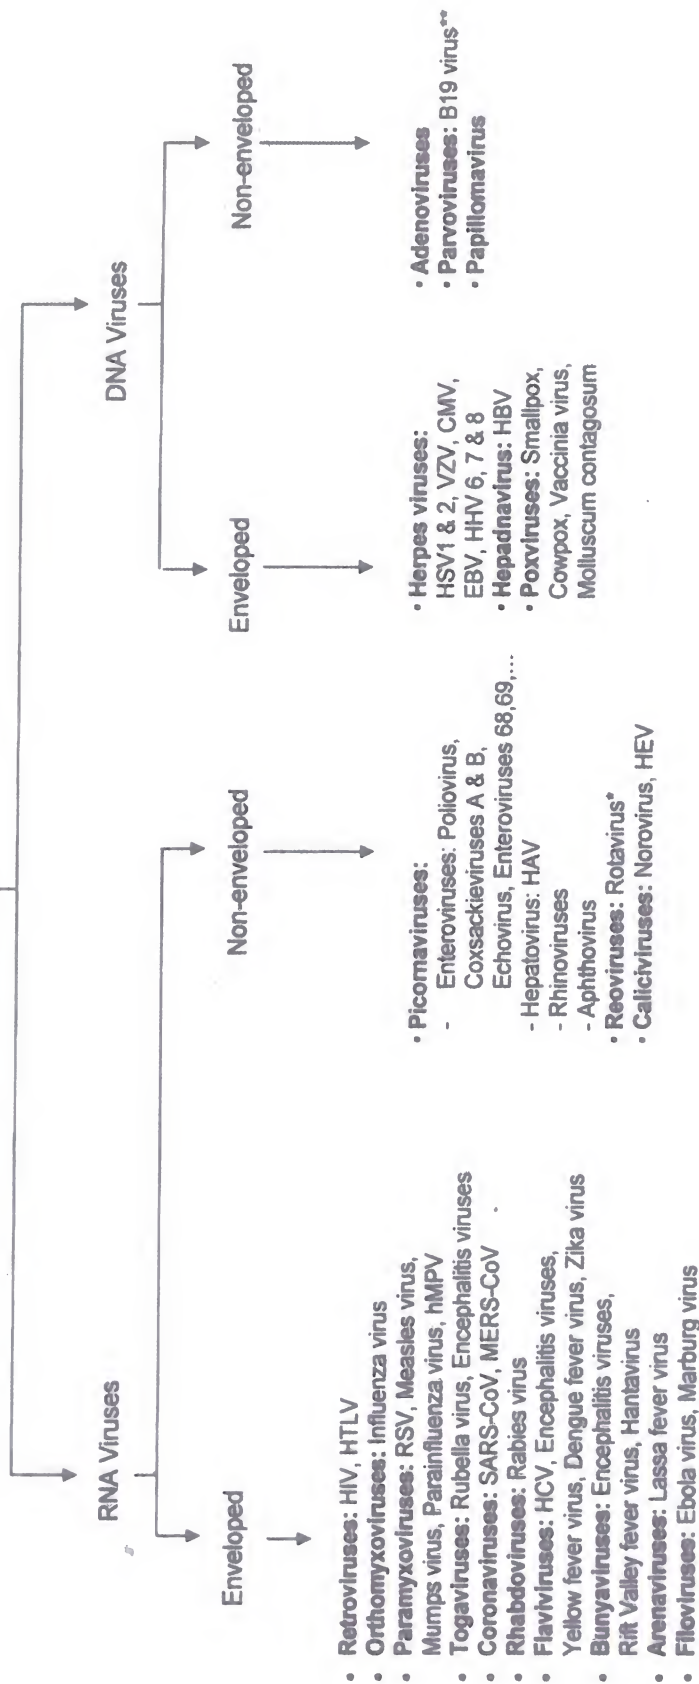 RNA Viruses
Enveloped
• Retroviruses: HIV, HTLV
• Orthomyxoviruses: Influenza virus
• Paramyxoviruses: RSV, Measles virus,
Mumps virus, Parainfluenza virus, hMPV
• Togaviruses: Rubella virus, Encephalitis viruses
• Coronaviruses: SARS-CoV, MERS-CoV
• Rhabdoviruses: Rabies virus
• Flaviviruses: HCV, Encephalitis viruses,
Yellow fever virus, Dengue fever virus, Zika virus
• Bunyaviruses: Encephalitis viruses,
Rift Valley fever virus, Hantavirus
• Arenaviruses: Lassa fever virus
• Filoviruses: Ebola virus, Marburg virus
Non-enveloped
• Picornaviruses:
- Enteroviruses: Poliovirus,
Coxsackieviruses A & B,
Echovirus, Enteroviruses 68,69,...
- Hepatovirus: HAV
- Rhinoviruses
- Aphthovirus
• Reoviruses: Rotavirus*
• Caliciviruses: Norovirus, HEV
DNA Viruses
Enveloped
• Herpes viruses:
HSV1 & 2, VZV, CMV,
EBV, HHV 6, 7 & 8
• Hepadnavirus: HBV
• Poxviruses: Smallpox,
Cowpox, Vaccinia virus,
Molluscum contagosum
Non-enveloped
• Adenoviruses
• Parvoviruses: B19 virus**
• Papillomavirus